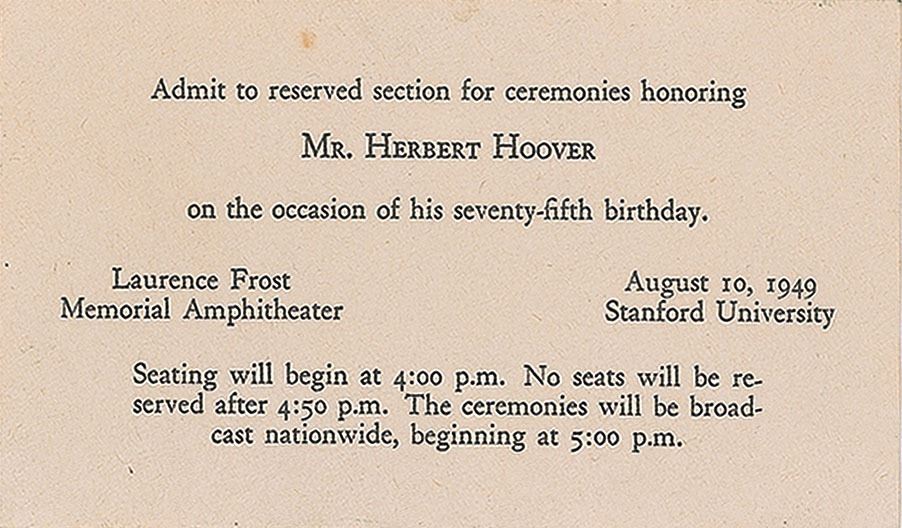 Admit to reserved section for ceremonies honoring
Mr. Herbert Hoover
on the occasion of his seventy-fifth birthday.
Laurence Frost
Memorial Amphitheater
August 10, 1949
Stanford University
Seating will begin at 4:00 p.m. No seats will be re-
served after 4:50 p.m. The ceremonies will be broad-
cast nationwide, beginning at 5:00 p.m.